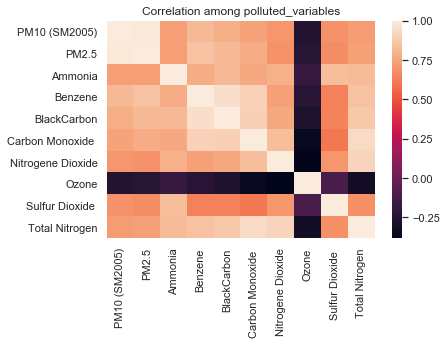 Correlation among polluted_variables
PM10 (SM2005)
PM2.5
Ammonia
Benzene
BlackCarbon
Carbon Monoxide
Nitrogene Dioxide
Ozone
Sulfur Dioxide
Total Nitrogen
1.00
0.75
0.50
0.25
0.00
−0.25
PM10 (SM2005)
PM2.5
Ammonia
Benzene
BlackCarbon
Carbon Monoxide
Nitrogene Dioxide
Ozone
Sulfur Dioxide
Total Nitrogen